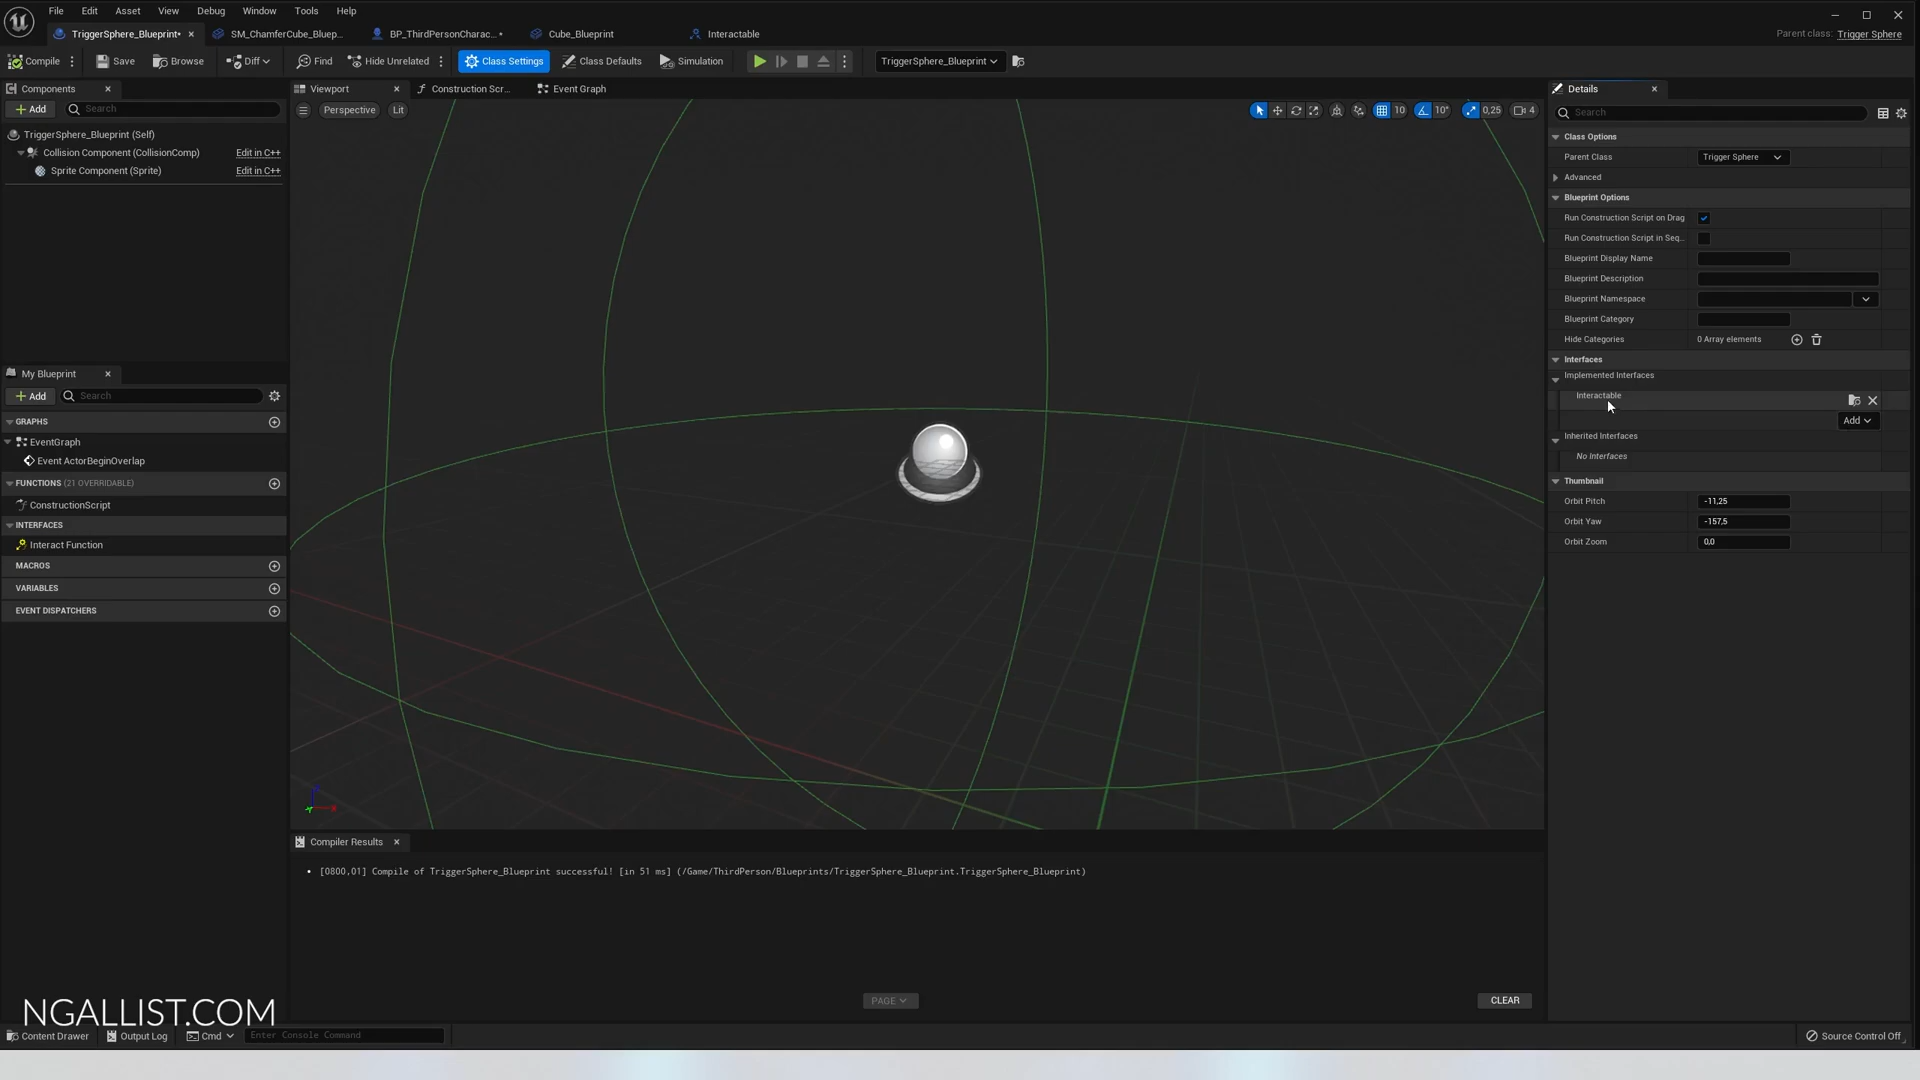 File Edit Asset View Debug Window Tools Help
TriggerSphere_Blueprint• SM_ChamferCube_Bluep... BP_ThirdPersonCharac...• Cube_Blueprint Interactable
Parent class: Trigger Sphere
Compile Save Browse Diff Find Hide Unrelated Class Settings Class Defaults Simulation TriggerSphere_Blueprint
Components
Add Search
TriggerSphere_Blueprint (Self)
Collision Component (CollisionComp) Edit in C++
Sprite Component (Sprite) Edit in C++
My Blueprint
Add Search
GRAPHS
EventGraph
Event ActorBeginOverlap
FUNCTIONS (21 OVERRIDABLE)
ConstructionScript
INTERFACES
Interact Function
MACROS
VARIABLES
EVENT DISPATCHERS
Viewport Construction Scr... Event Graph
Perspective Lit
10 10° 0,25 4
Compiler Results
[0800,01] Compile of TriggerSphere_Blueprint successful! [in 51 ms] (/Game/ThirdPerson/Blueprints/TriggerSphere_Blueprint.TriggerSphere_Blueprint)
PAGE
CLEAR
Details
Search
Class Options
Parent Class Trigger Sphere
Advanced
Blueprint Options
Run Construction Script on Drag
Run Construction Script in Seq...
Blueprint Display Name
Blueprint Description
Blueprint Namespace
Blueprint Category
Hide Categories 0 Array elements
Interfaces
Implemented Interfaces
Interactable
Add
Inherited Interfaces
No Interfaces
Thumbnail
Orbit Pitch -11,25
Orbit Yaw -157,5
Orbit Zoom 0,0
NGALLIST.COM
Content Drawer Output Log Cmd Enter Console Command
Source Control Off